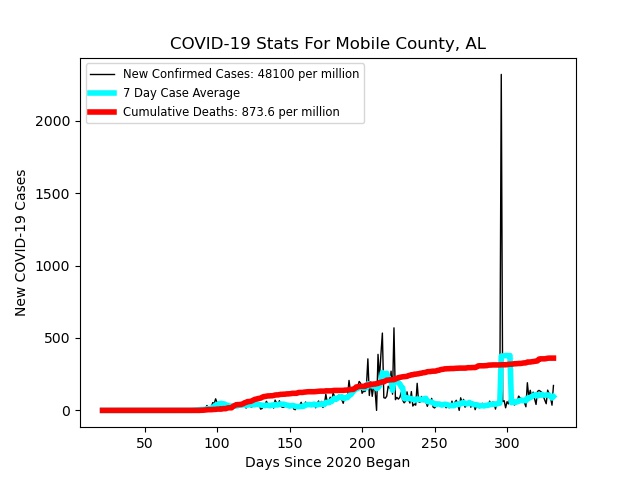 COVID-19 Stats For Mobile County, AL
New Confirmed Cases: 48100 per million
7 Day Case Average
Cumulative Deaths: 873.6 per million
New COVID-19 Cases
2000
1500
1000
500
0
50 100 150 200 250 300
Days Since 2020 Began